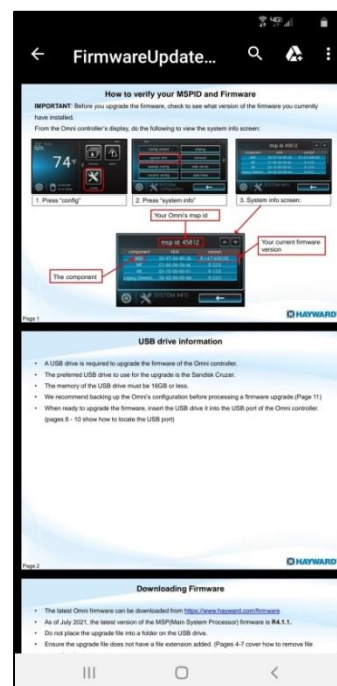 4GE
FirmwareUpdate...
How to verify your MSPID and Firmware
IMPORTANT: Before you upgrade the firmware, check to see what version of the firmware you currently
have installed.
From the Omni controller's display, do the following to view the system info screen:
74°
1. Press "config"
2. Press "system info"
3. System info screen:
Your Omni's msp id
msp id 45812
Your current firmware
version
component
MSP
The component
SYSTEM INFO
Page 1
HAYWARD
USB drive information
• A USB drive is required to upgrade the firmware of the Omni controller.
• The preferred USB drive to use for the upgrade is the Sandisk Cruzer.
• The memory of the USB drive must be 16GB or less.
• We recommend backing up the Omni's configuration before processing a firmware upgrade.(Page 11)
• When ready to upgrade the firmware, insert the USB drive it into the USB port of the Omni controller.
(pages 8 - 10 show how to locate the USB port)
Page 2
HAYWARD
Downloading Firmware
• The latest Omni firmware can be downloaded from https://www.hayward.com/firmware
• As of July 2021, the latest version of the MSP(Main System Processor) firmware is R4.1.1.
• Do not place the upgrade file into a folder on the USB drive.
• Ensure the upgrade file does not have a file extension added. (Pages 4-7 cover how to remove file